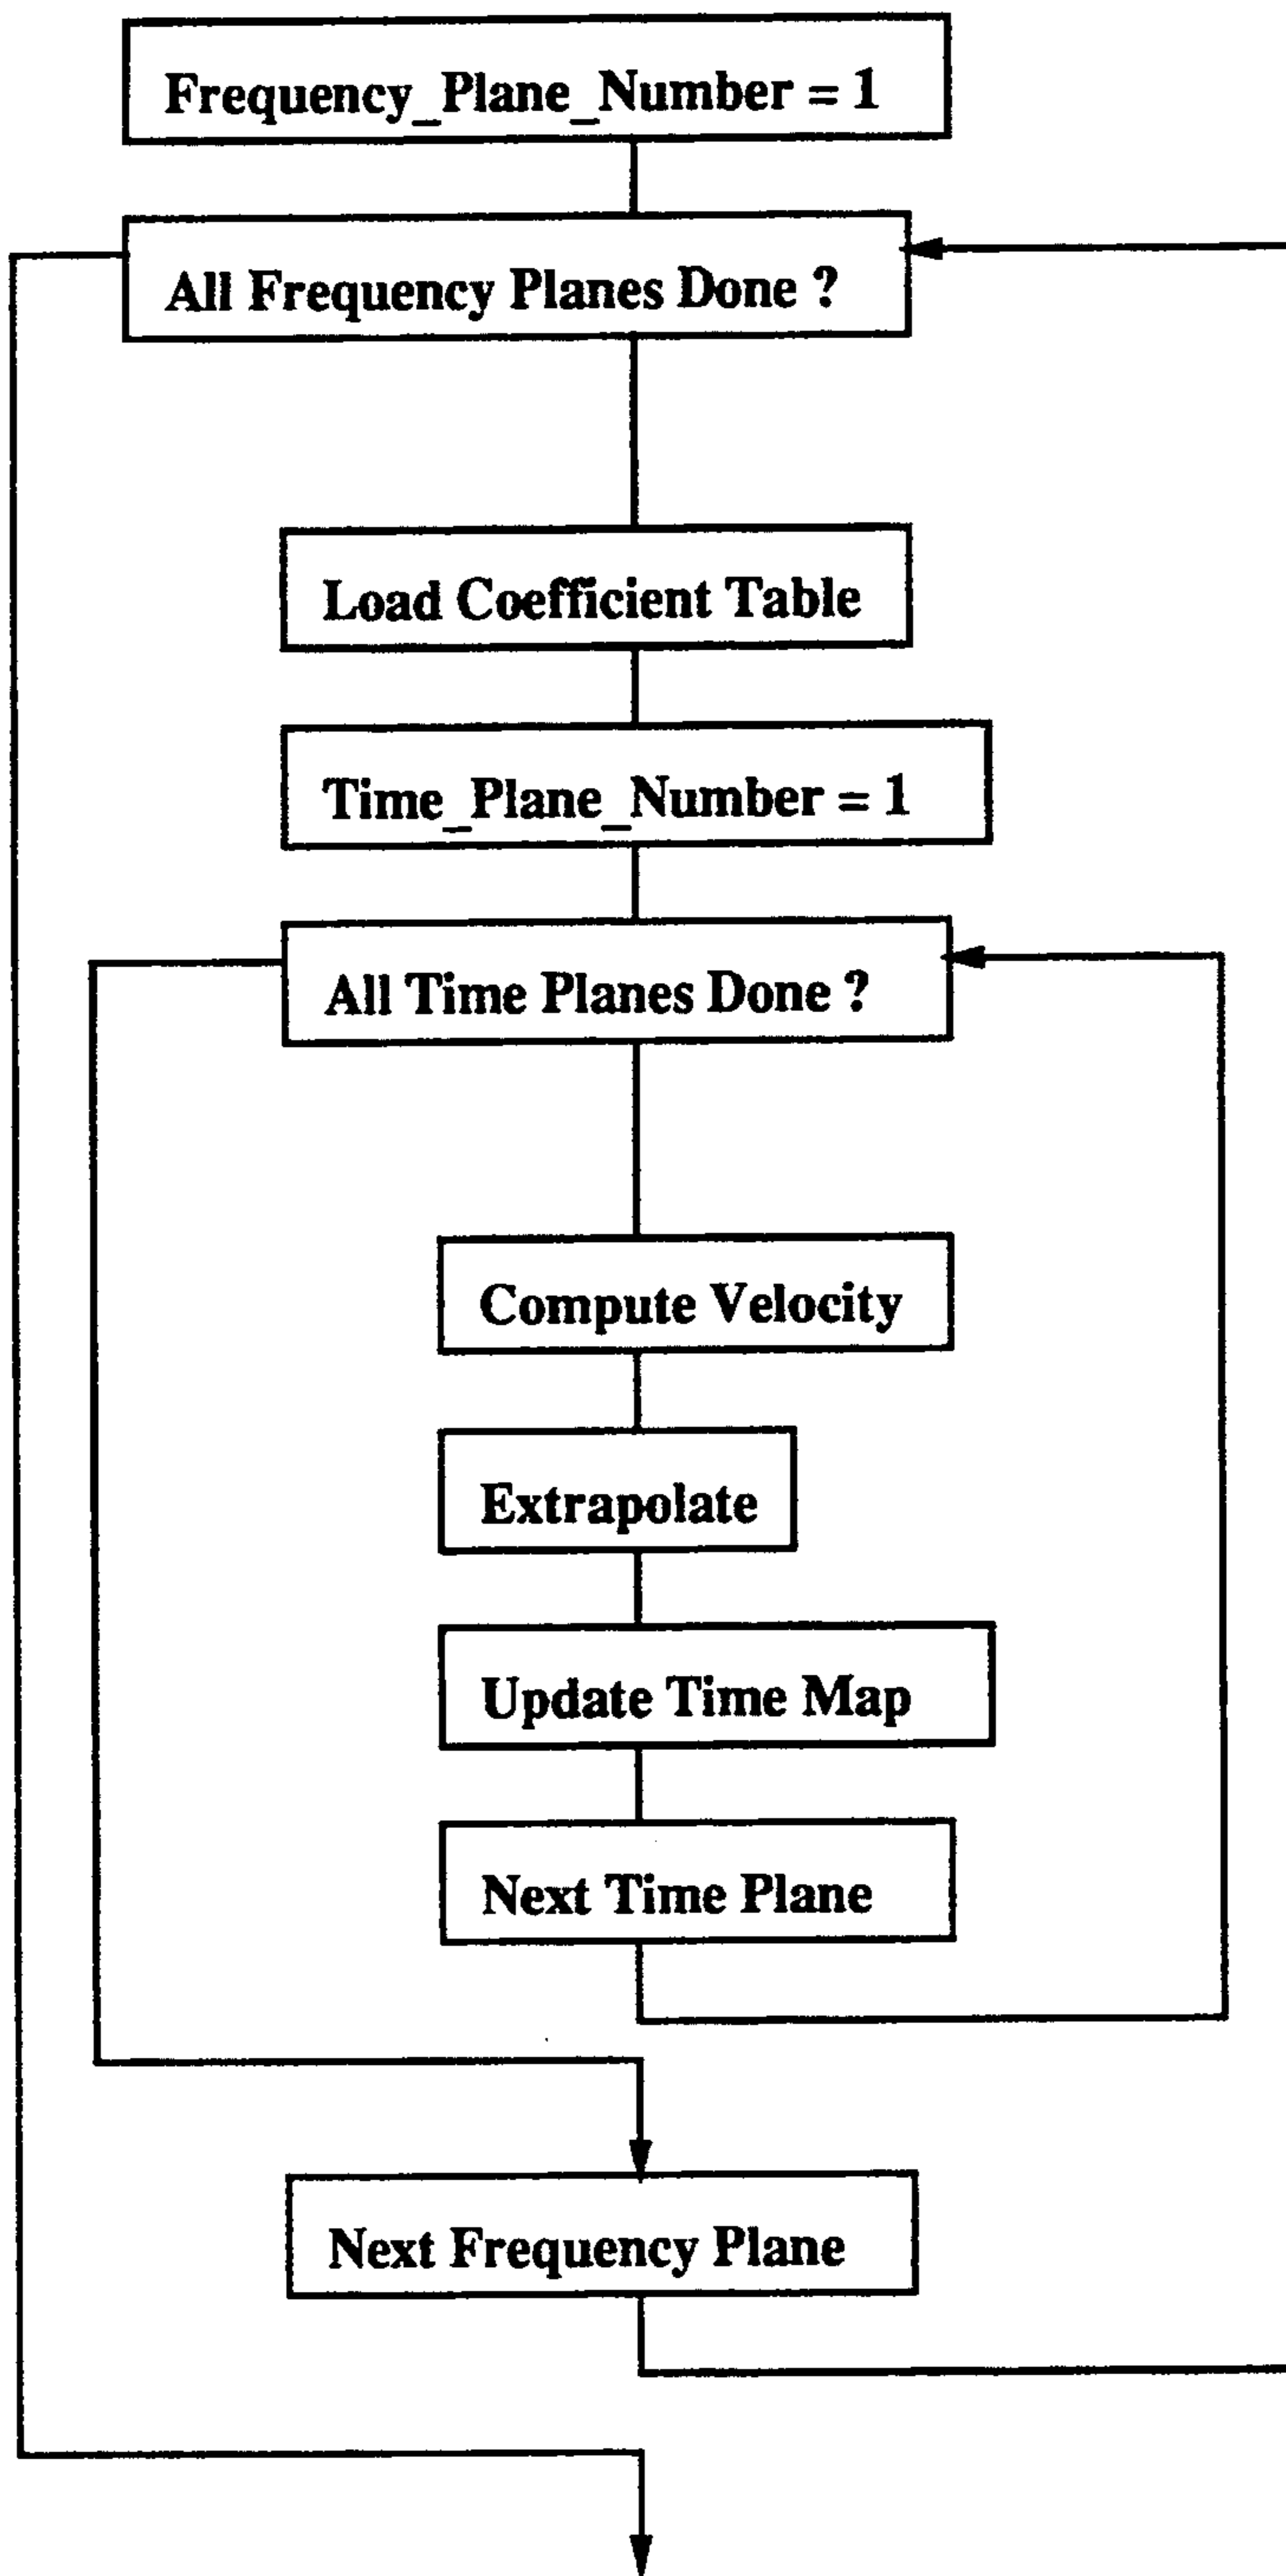 Frequency_Plane_Number = 1
All Frequency Planes Done ?
Load Coefficient Table
Time_Plane_Number = 1
All Time Planes Done ?
Compute Velocity
Extrapolate
Update Time Map
Next Time Plane
Next Frequency Plane